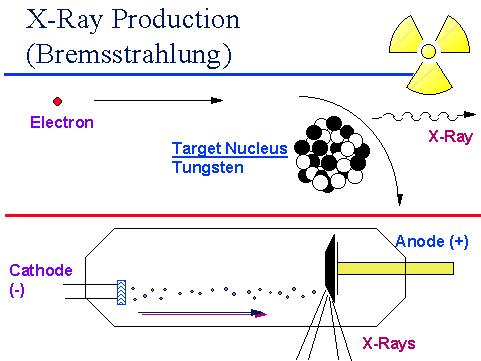 X-Ray Production
(Bremsstrahlung)
Electron
X-Ray
Target Nucleus
Tungsten
Anode (+)
Cathode
(-)
X-Rays